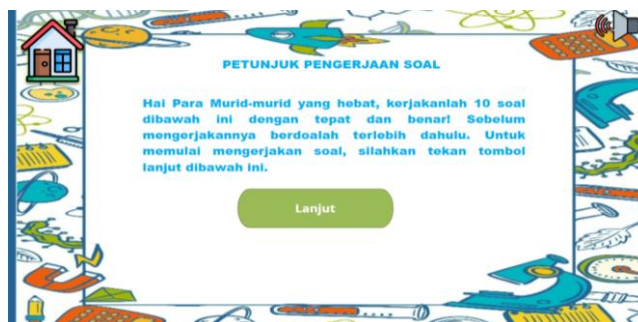 PETUNJUK PENGERJAAN SOAL
Hai Para Murid-murid yang hebat, kerjakanlah 10 soal
dibawah ini dengan tepat dan benar! Sebelum
mengerjakannya berdoalah terlebih dahulu. Untuk
memulai mengerjakan soal, silahkan tekan tombol
lanjut dibawah ini.
Lanjut